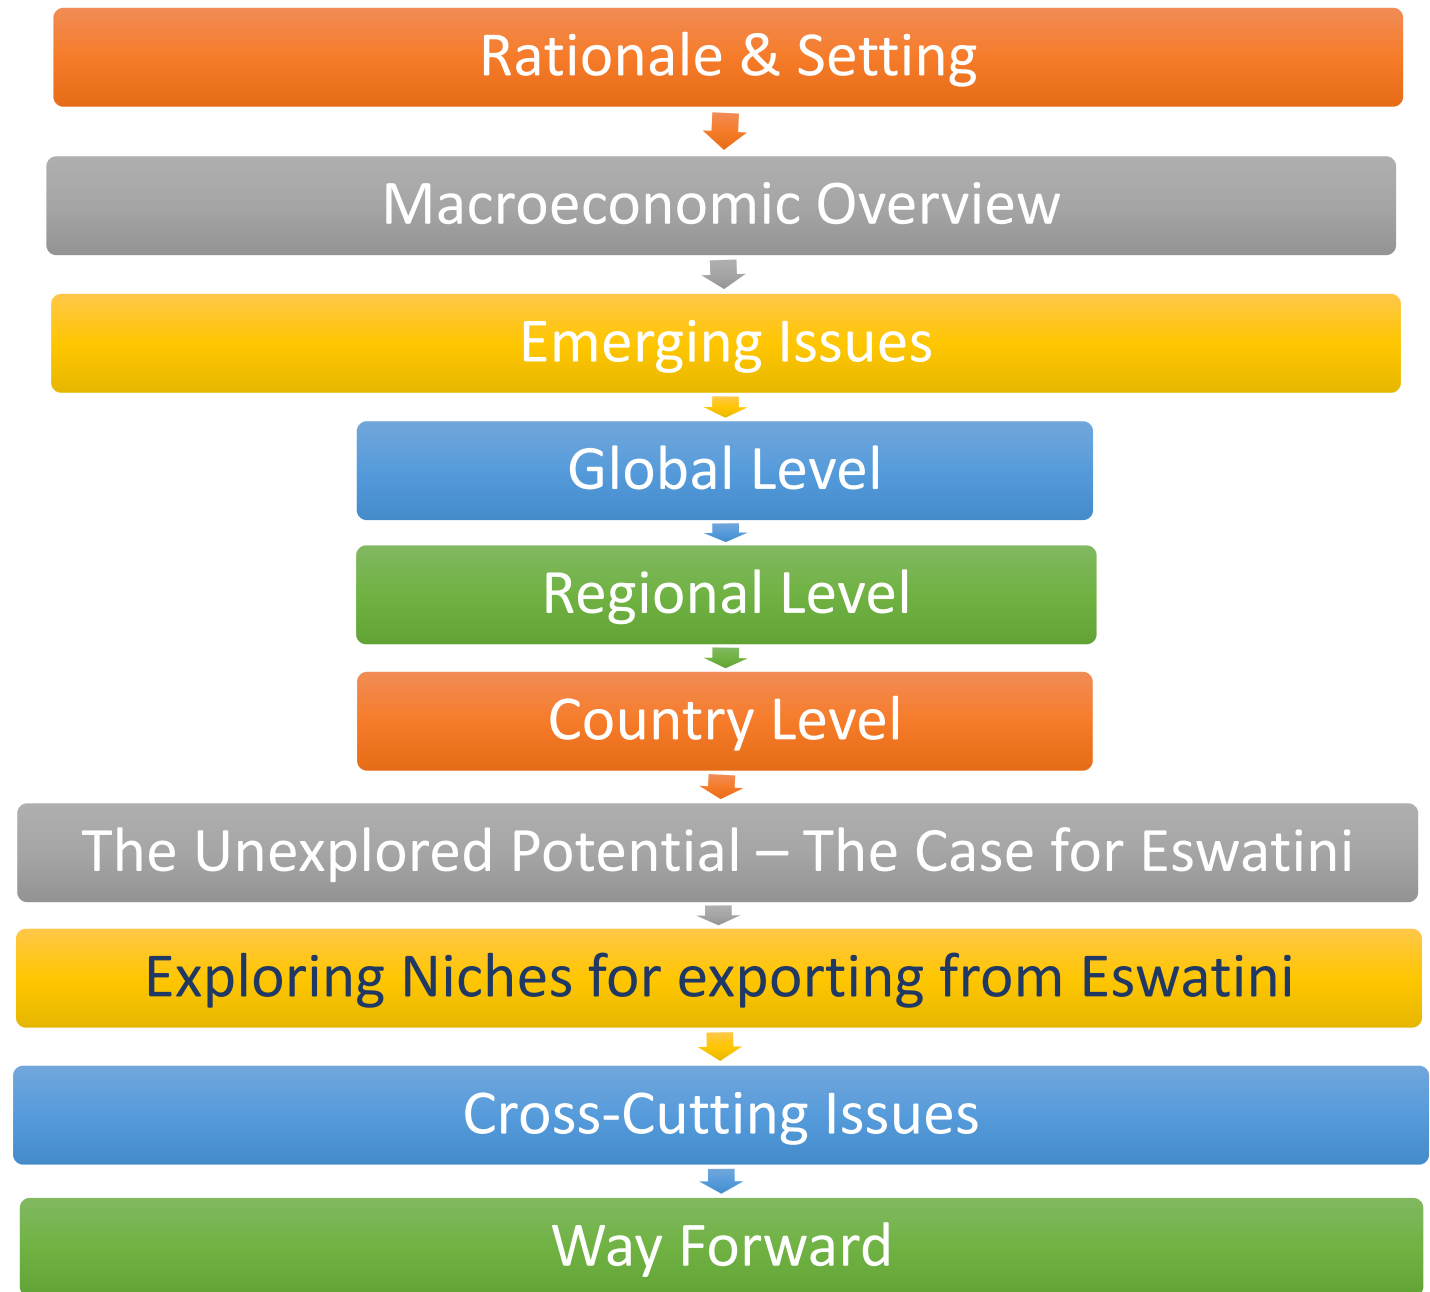 Rationale & Setting
Macroeconomic Overview
Emerging Issues
Global Level
Regional Level
Country Level
The Unexplored Potential – The Case for Eswatini
Exploring Niches for exporting from Eswatini
Cross-Cutting Issues
Way Forward